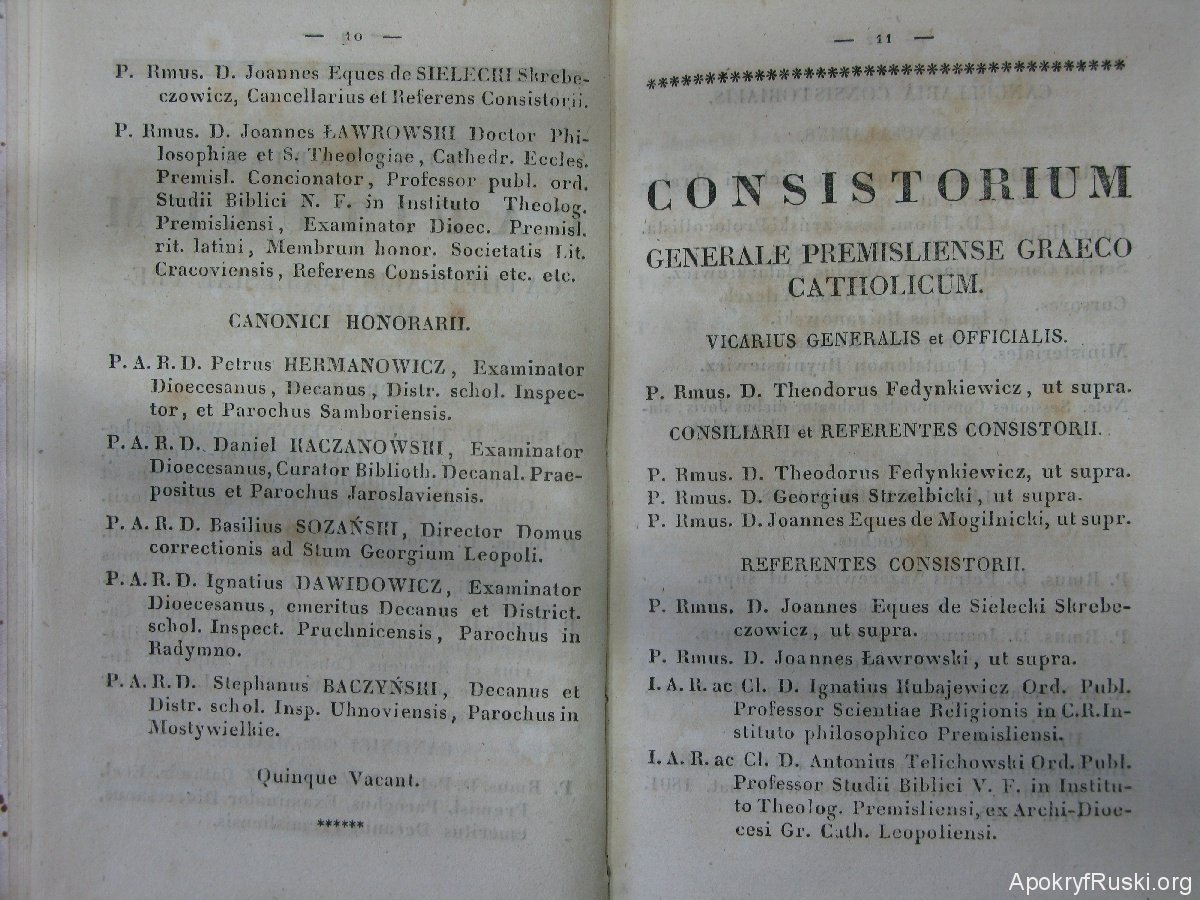 — 10 —
P. Rmus. D. Joannes Eques de SIELECKI Skrebe-
czowicz, Cancellarius et Referens Consistorii.
P. Rmus. D. Joannes ŁAWROWSKI Doctor Phi-
losophiae et S. Theologiae, Cathedr. Eccles.
Premisl. Concionator, Professor publ. ord.
Studii Biblici N. F. in Instituto Theolog.
Premisliensi, Examinator Dioec. Premisl.
rit. latini, Membrum honor. Societatis Lit.
Cracoviensis, Referens Consistorii etc. etc.
CANONICI HONORARII.
P. A. R. D. Petrus HERMANOWICZ, Examinator
Dioecesanus, Decanus, Distr. schol. Inspec-
tor, et Parochus Samboriensis.
P. A. R. D. Daniel KACZANOWSKI, Examinator
Dioecesanus, Curator Biblioth. Decanal. Prae-
positus et Parochus Jaroslaviensis.
P. A. R. D. Basilius SOZAŃSKI, Director Domus
correctionis ad Stum Georgium Leopoli.
P. A. R. D. Ignatius DAWIDOWICZ, Examinator
Dioecesanus, emeritus Decanus et District.
schol. Inspect. Pruchnicensis, Parochus in
Radymno.
P. A. R. D. Stephanus BACZYŃSKI, Decanus et
Distr. schol. Insp. Uhnoviensis, Parochus in
Mostywielkie.
Quinque Vacant.
******
— 11 —
****************************************
CONSISTORIUM
GENERALE PREMISLIENSE GRAECO
CATHOLICUM.
VICARIUS GENERALIS et OFFICIALIS.
P. Rmus. D. Theodorus Fedynkiewicz, ut supra.
CONSILIARII et REFERENTES CONSISTORII.
P. Rmus. D. Theodorus Fedynkiewicz, ut supra.
P. Rmus. D. Georgius Strzelbicki, ut supra.
P. Rmus. D. Joannes Eques de Mogilnicki, ut supr.
REFERENTES CONSISTORII.
P. Rmus. D. Joannes Eques de Sielecki Skrebe-
czowicz, ut supra.
P. Rmus. D. Joannes Ławrowski, ut supra.
I. A. R. ac Cl. D. Ignatius Kubajewicz Ord. Publ.
Professor Scientiae Religionis in C. R. In-
stituto philosophico Premisliensi.
I. A. R. ac Cl. D. Antonius Telichowski Ord. Publ.
Professor Studii Biblici V. F. in Institu-
to Theolog. Premisliensi, ex Archi-Dioe-
cesi Gr. Cath. Leopoliensi.
ApokryfRuski.org